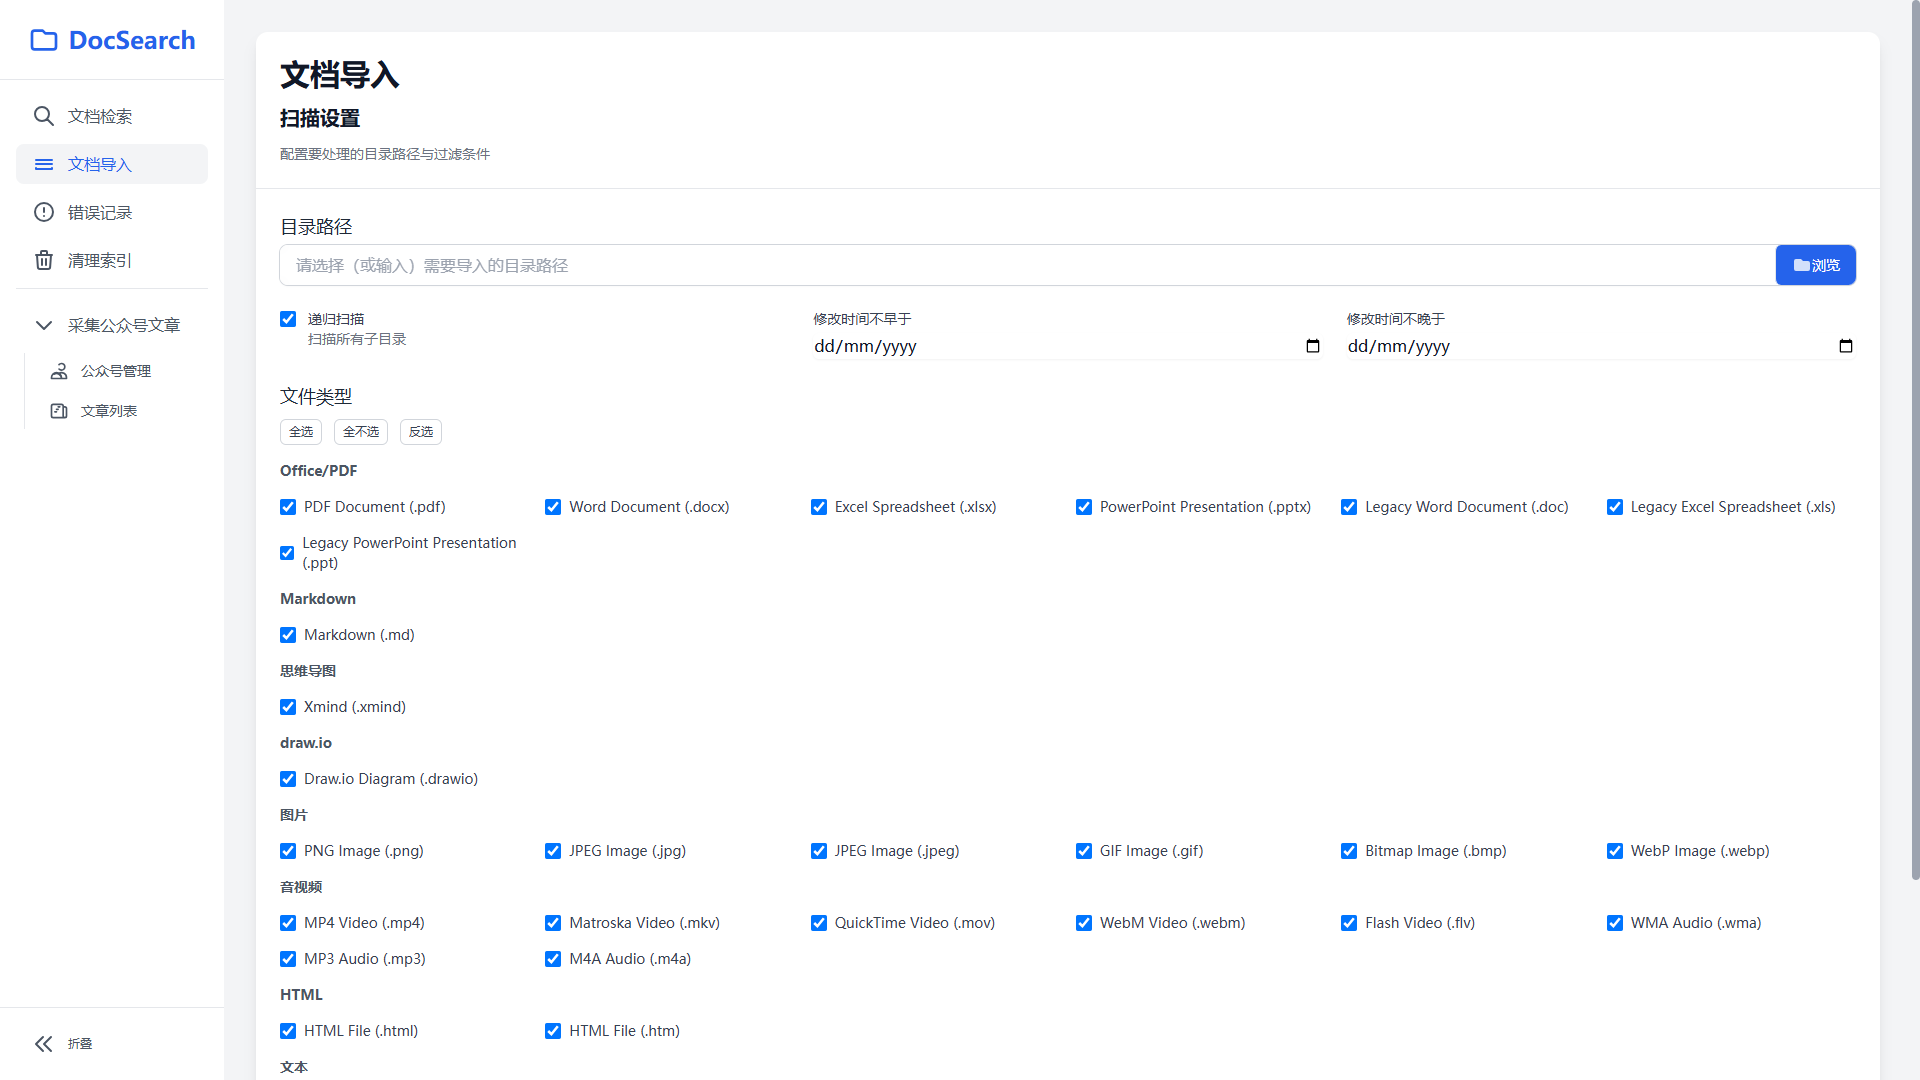 DocSearch
文档检索
文档导入
错误记录
清理索引
采集公众号文章
公众号管理
文章列表
折叠
文档导入
扫描设置
配置要处理的目录路径与过滤条件
目录路径
请选择（或输入）需要导入的目录路径
浏览
递归扫描
扫描所有子目录
修改时间不早于
dd/mm/yyyy
修改时间不晚于
dd/mm/yyyy
文件类型
全选 全不选 反选
Office/PDF
PDF Document (.pdf) Word Document (.docx) Excel Spreadsheet (.xlsx) PowerPoint Presentation (.pptx) Legacy Word Document (.doc) Legacy Excel Spreadsheet (.xls)
Legacy PowerPoint Presentation
(.ppt)
Markdown
Markdown (.md)
思维导图
Xmind (.xmind)
draw.io
Draw.io Diagram (.drawio)
图片
PNG Image (.png) JPEG Image (.jpg) JPEG Image (.jpeg) GIF Image (.gif) Bitmap Image (.bmp) WebP Image (.webp)
音视频
MP4 Video (.mp4) Matroska Video (.mkv) QuickTime Video (.mov) WebM Video (.webm) Flash Video (.flv) WMA Audio (.wma)
MP3 Audio (.mp3) M4A Audio (.m4a)
HTML
HTML File (.html) HTML File (.htm)
文本